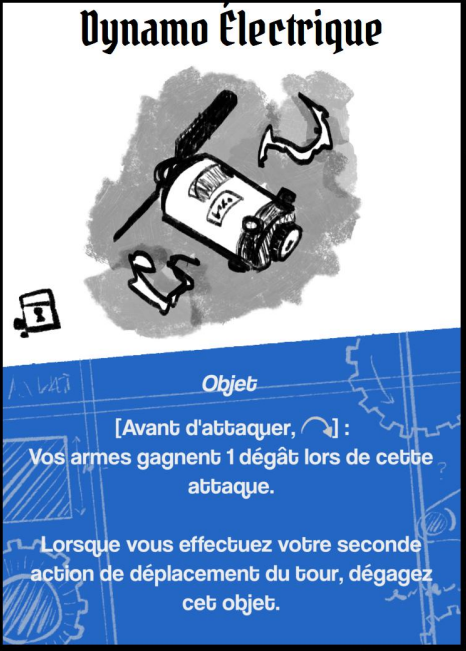 Dynamo Électrique
Objet
[Avant d'attaquer, ] :
Vos armes gagnent 1 dégât lors de cette
attaque.
Lorsque vous effectuez votre seconde
action de déplacement du tour, dégagez
cet objet.